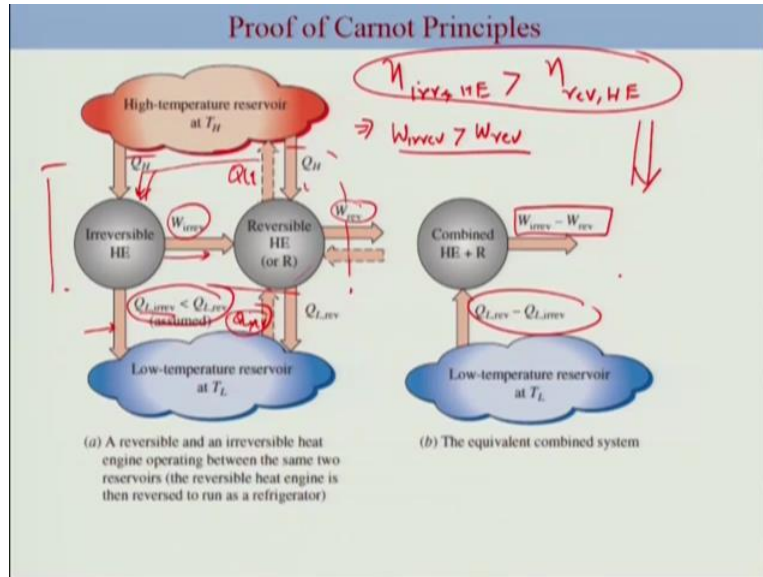 Proof of Carnot Principles
High-temperature reservoir
at T_H
η irrev HE > η rev, HE
⇒ W irrev > W rev
Q_H
Q_H
Q_H
Irreversible
HE
W_irrev
Reversible
HE
(or R)
W_rev
Combined
HE + R
W_irrev − W_rev
Q_L,irrev < Q_L,rev
(assumed)
Q_L,rev
Q_L,rev − Q_L,irrev
Low-temperature reservoir
at T_L
Low-temperature reservoir
at T_L
(a) A reversible and an irreversible heat
engine operating between the same two
reservoirs (the reversible heat engine is
then reversed to run as a refrigerator)
(b) The equivalent combined system